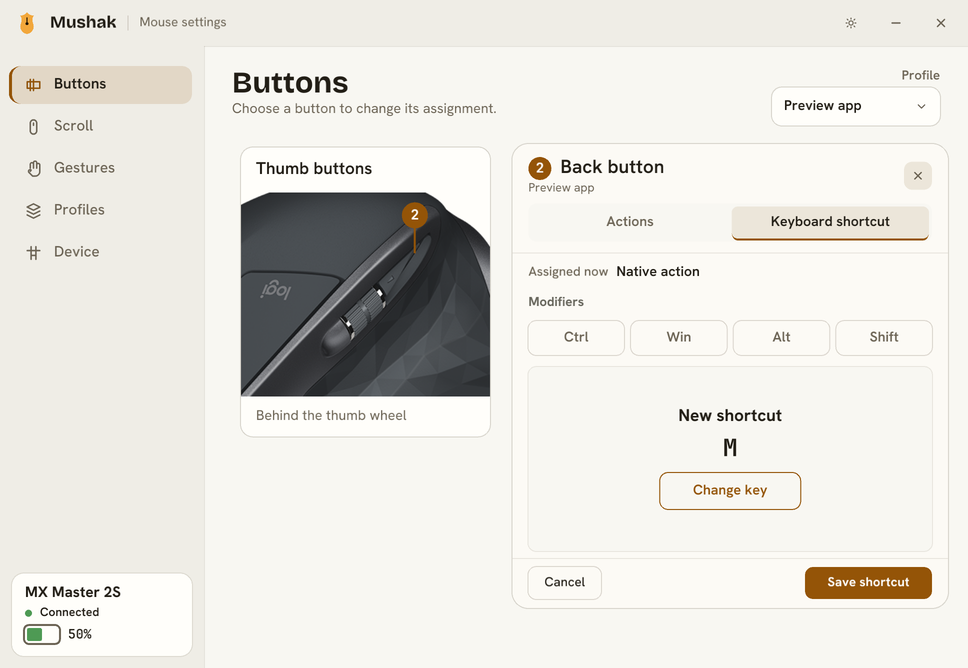 Mushak
Mouse settings
Buttons
Scroll
Gestures
Profiles
Device
MX Master 2S
Connected
50%
Buttons
Choose a button to change its assignment.
Profile
Preview app
Thumb buttons
2
logi
Behind the thumb wheel
2 Back button
Preview app
Actions
Keyboard shortcut
Assigned now Native action
Modifiers
Ctrl
Win
Alt
Shift
New shortcut
M
Change key
Cancel
Save shortcut